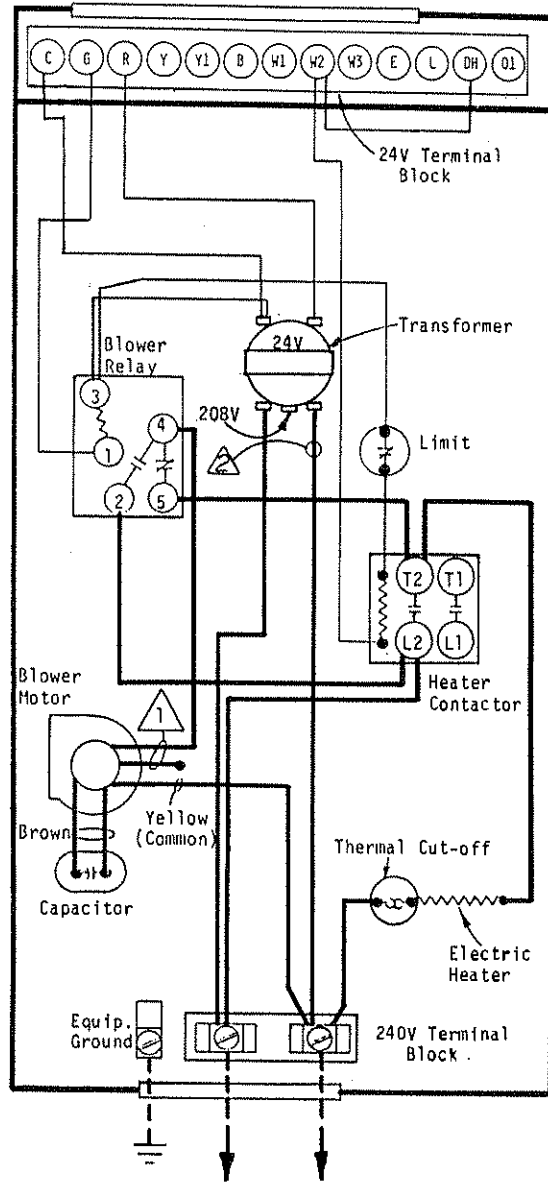 C G R Y Y1 B W1 W2 W3 E L DH O1
24V Terminal
Block
Transformer
24V
Blower
Relay
208V
2
3
4
1
2
5
Limit
T2 T1
L2 L1
Heater
Contactor
Blower
Motor
1
Yellow
(Common)
Brown
Capacitor
Thermal Cut-off
Electric
Heater
Equip.
Ground
240V Terminal
Block